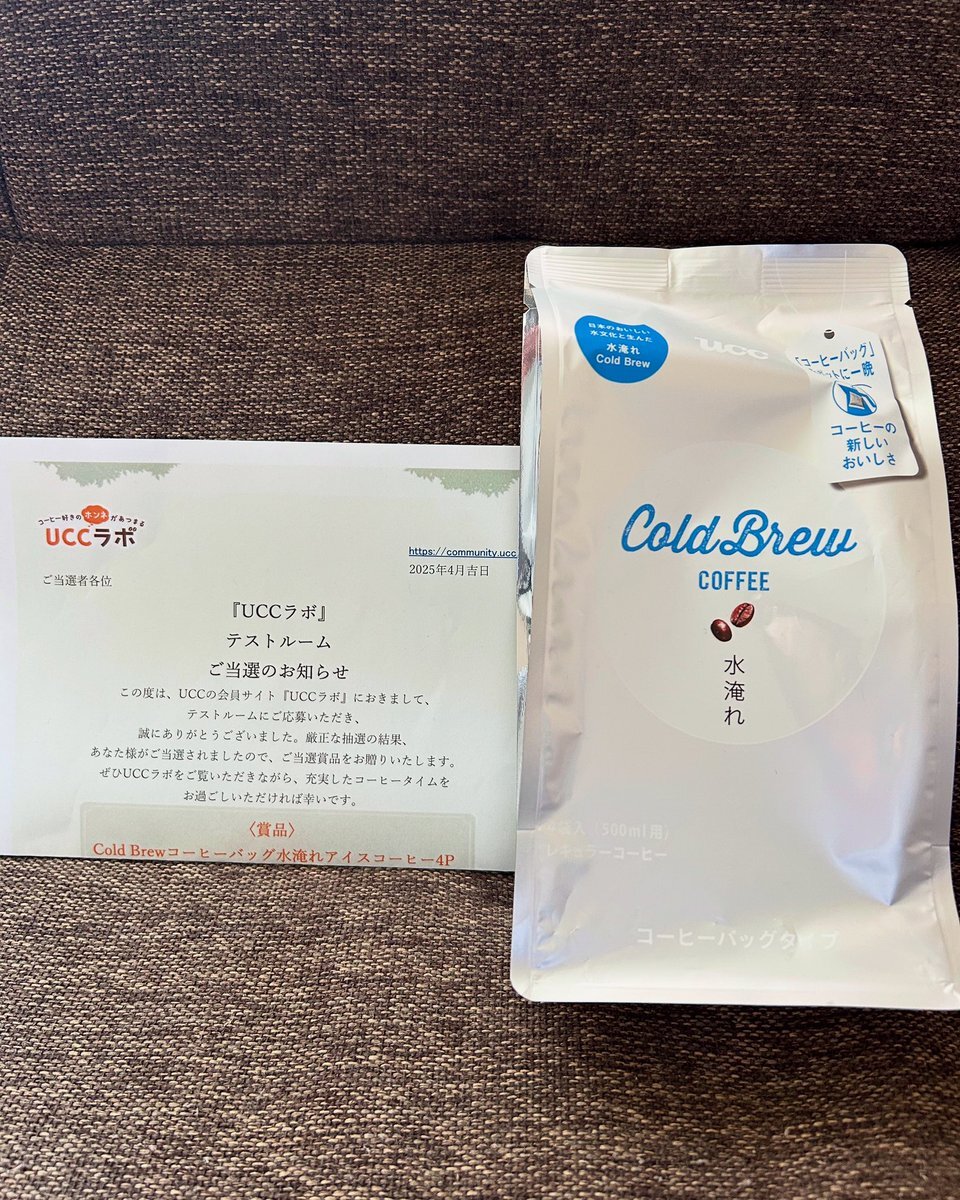 コーヒー好きのホンネがあつまる
UCCラボ
https://community.ucc
2025年4月吉日
ご当選者各位
『UCCラボ』
テストルーム
ご当選のお知らせ
この度は、UCCの会員サイト『UCCラボ』におきまして、
テストルームにご応募いただき、
誠にありがとうございました。厳正な抽選の結果、
あなた様がご当選されましたので、ご当選賞品をお贈りいたします。
ぜひUCCラボをご覧いただきながら、充実したコーヒータイムを
お過ごしいただければ幸いです。
〈賞品〉
Cold Brewコーヒーバッグ水淹れアイスコーヒー4P
日本のおいしい
水文化と生んだ
水淹れ
Cold Brew
UCC
「コーヒーバッグ」
ポットに一晩
コーヒーの
新しい
おいしさ
Cold Brew
COFFEE
水淹れ
4袋入（500ml用）
レギュラーコーヒー
コーヒーバッグタイプ